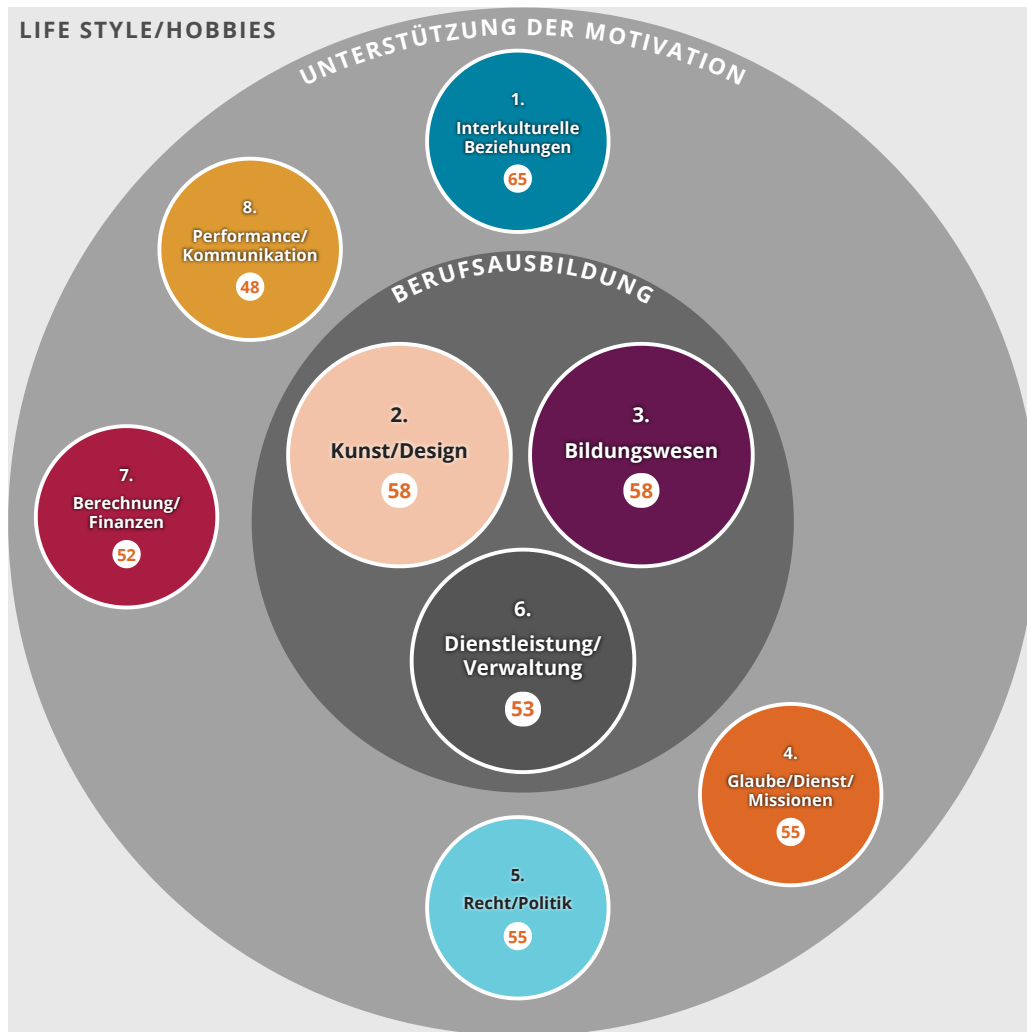 LIFE STYLE/HOBBIES
UNTERSTÜTZUNG DER MOTIVATION
1.
Interkulturelle
Beziehungen
65
8.
Performance/
Kommunikation
48
BERUFSAUSBILDUNG
2.
Kunst/Design
58
3.
Bildungswesen
58
7.
Berechnung/
Finanzen
52
6.
Dienstleistung/
Verwaltung
53
4.
Glaube/Dienst/
Missionen
55
5.
Recht/Politik
55